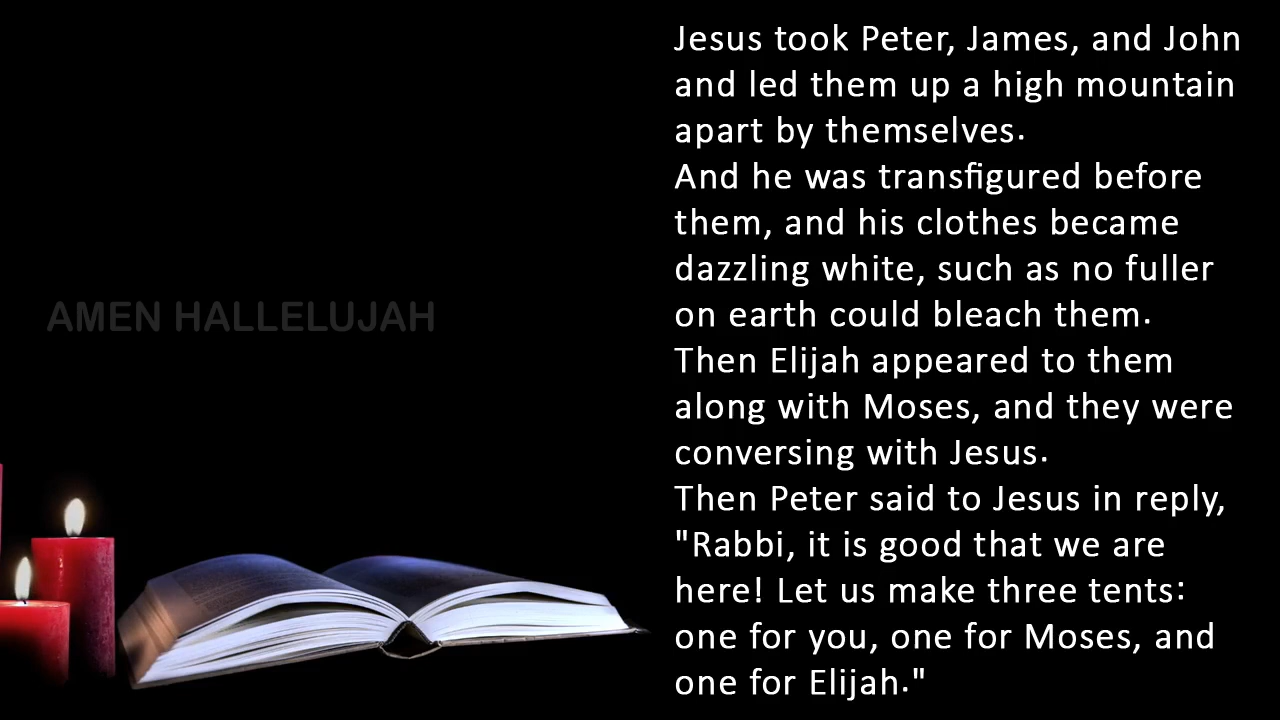 Jesus took Peter, James, and John
and led them up a high mountain
apart by themselves.
And he was transfigured before
them, and his clothes became
dazzling white, such as no fuller
on earth could bleach them.
Then Elijah appeared to them
along with Moses, and they were
conversing with Jesus.
Then Peter said to Jesus in reply,
"Rabbi, it is good that we are
here! Let us make three tents:
one for you, one for Moses, and
one for Elijah."
AMEN HALLELUJAH